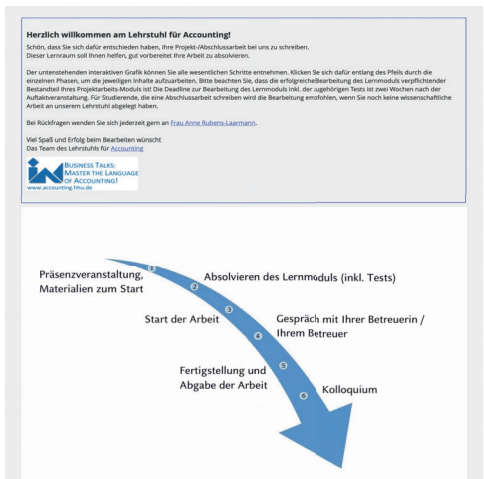 Herzlich willkommen am Lehrstuhl für Accounting!
Schön, dass Sie sich dafür entschieden haben, Ihre Projekt-/Abschlussarbeit bei uns zu schreiben.
Dieser Lernraum soll Ihnen helfen, gut vorbereitet Ihre Arbeit zu absolvieren.
Der untenstehenden interaktiven Grafik können Sie alle wesentlichen Schritte entnehmen. Klicken Se sich dafür entlang des Pfeils durch die
einzelnen Phasen, um die jeweiligen Inhalte aufzuarbeiten. Bitte beachten Sie, dass die erfolgreicheBearbeitung des Lernmoduls verpflichtender
Bestandteil Ihres Projektarbeits-Moduls ist! Die Deadline zur Bearbeitung des Lernmoduls inkl. der zugehörigen Tests ist zwei Wochen nach der
Auftaktveranstaltung. Für Studierende, die eine Abschlussarbeit schreiben wird die Bearbeitung empfohlen, wenn Sie noch keine wissenschaftliche
Arbeit an unserem Lehrstuhl abgelegt haben.
Bei Rückfragen wenden Sie sich jederzeit gern an Frau Anne Rubens-Laarmann.
Viel Spaß und Erfolg beim Bearbeiten wünscht
Das Team des Lehrstuhls für Accounting
BUSINESS TALKS:
MASTER THE LANGUAGE
OF ACCOUNTING!
www.accounting.hhu.de
1
Präsenzveranstaltung,
Materialien zum Start
2 Absolvieren des Lernmoduls (inkl. Tests)
Start der Arbeit 3
4 Gespräch mit Ihrer Betreuerin /
Ihrem Betreuer
Fertigstellung und 5
Abgabe der Arbeit
6 Kolloquium